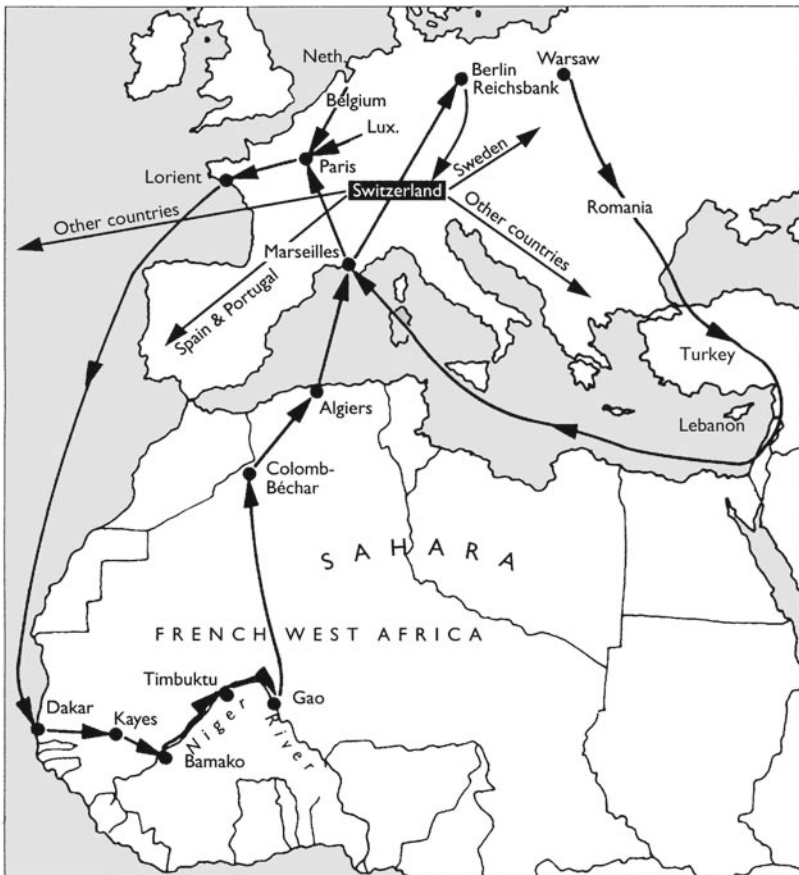 Neth.
Berlin
Reichsbank
Warsaw
Belgium
Lux.
Paris
Lorient
Sweden
Switzerland
Other countries
Romania
Other countries
Marseilles
Spain & Portugal
Turkey
Algiers
Lebanon
Colomb-
Béchar
SAHARA
FRENCH WEST AFRICA
Timbuktu
Gao
Dakar
Kayes
Niger River
Bamako